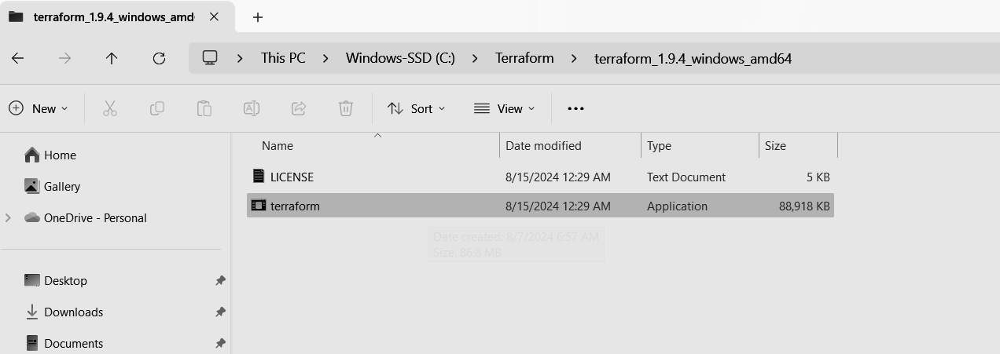 terraform_1.9.4_windows_amd
This PC > Windows-SSD (C:) > Terraform > terraform_1.9.4_windows_amd64
New Sort View
Name Date modified Type Size
Home
Gallery
OneDrive - Personal
Desktop
Downloads
Documents
LICENSE 8/15/2024 12:29 AM Text Document 5 KB
terraform 8/15/2024 12:29 AM Application 88,918 KB
Date created: 8/7/2024 6:57 AM
Size: 86.8 MB